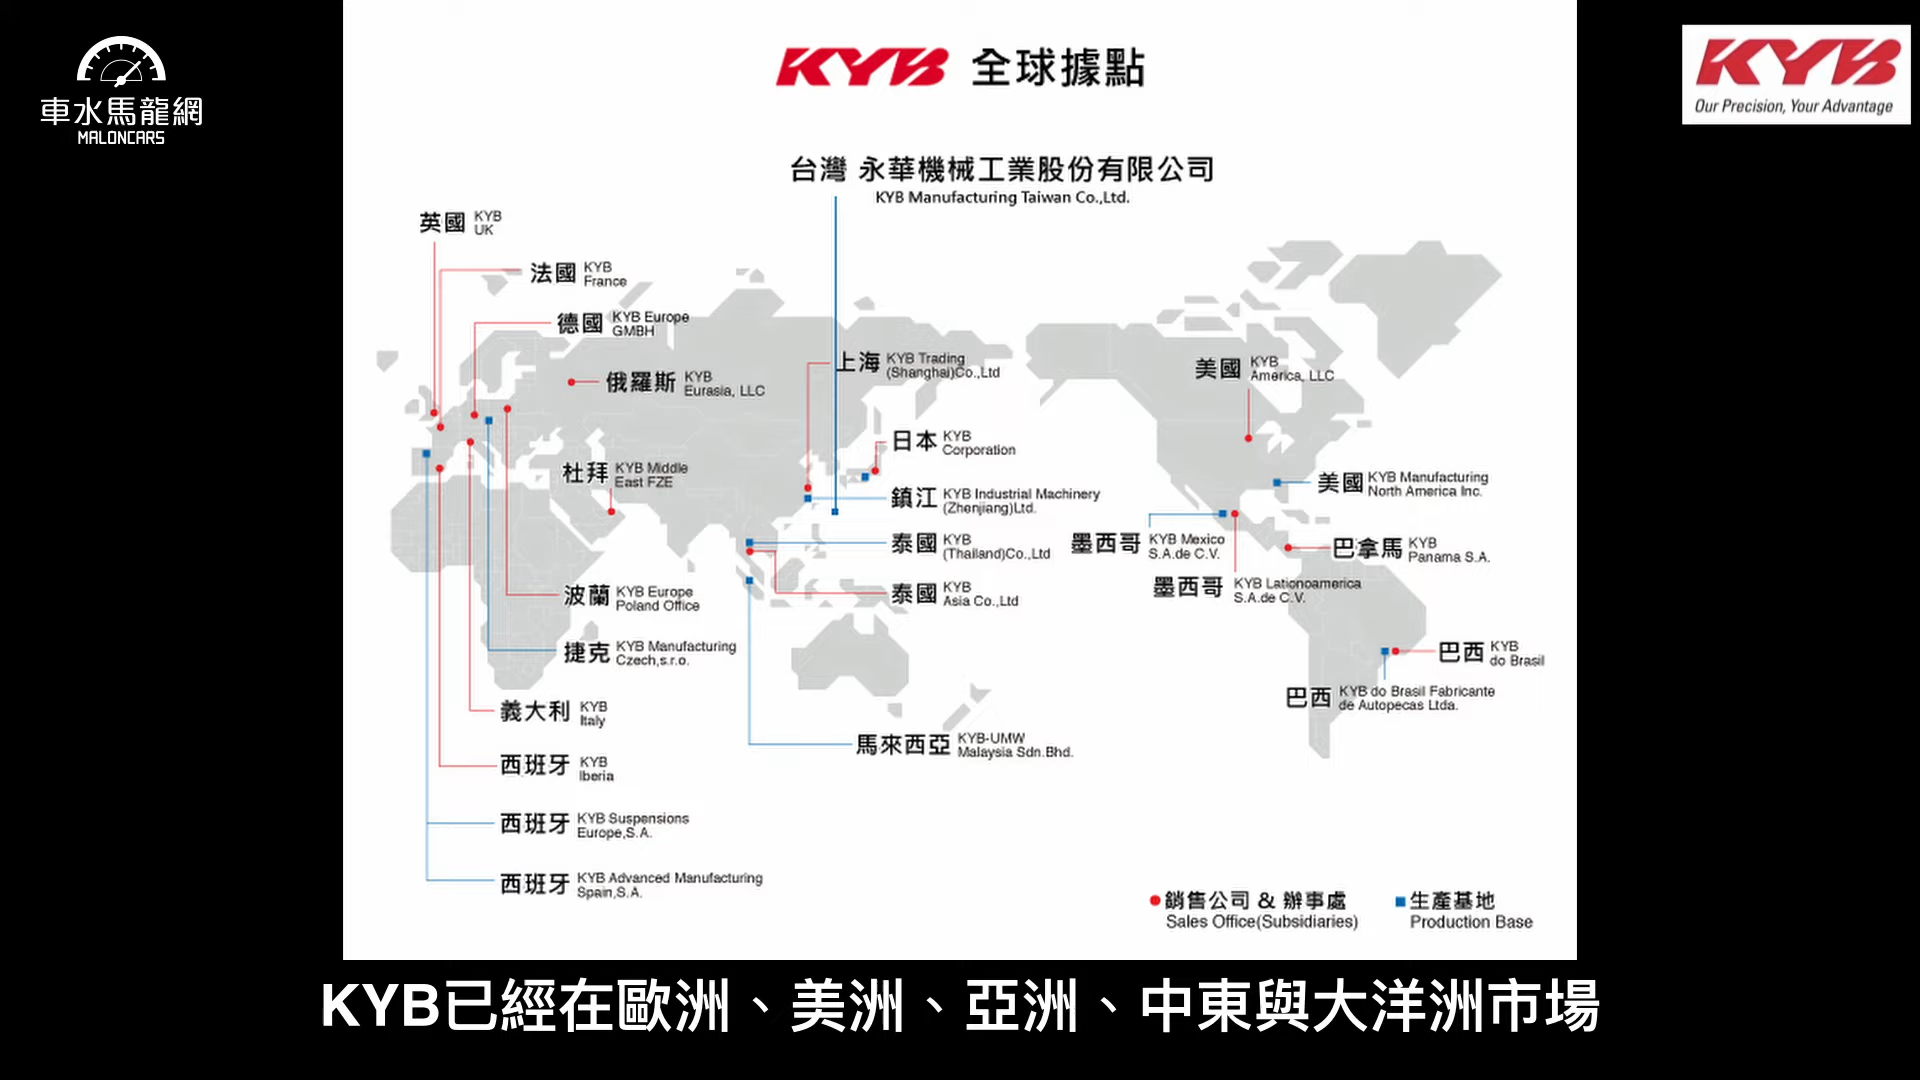 車水馬龍網
MALONCARS
KYB 全球據點
KYB
Our Precision, Your Advantage
台灣 永華機械工業股份有限公司
KYB Manufacturing Taiwan Co.,Ltd.
英國 KYB
UK
法國 KYB
France
德國 KYB Europe
GMBH
俄羅斯 KYB
Eurasia, LLC
上海 KYB Trading
(Shanghai)Co.,Ltd
美國 KYB
America, LLC
日本 KYB
Corporation
杜拜 KYB Middle
East FZE
鎮江 KYB Industrial Machinery
(Zhenjiang)Ltd.
美國 KYB Manufacturing
North America Inc.
泰國 KYB
(Thailand)Co.,Ltd
墨西哥 KYB Mexico
S.A.de C.V.
巴拿馬 KYB
Panama S.A.
泰國 KYB
Asia Co.,Ltd
墨西哥 KYB Lationoamerica
S.A.de C.V.
波蘭 KYB Europe
Poland Office
捷克 KYB Manufacturing
Czech,s.r.o.
巴西 KYB
do Brasil
巴西 KYB do Brasil Fabricante
de Autopecas Ltda.
義大利 KYB
Italy
馬來西亞 KYB-UMW
Malaysia Sdn.Bhd.
西班牙 KYB
Iberia
西班牙 KYB Suspensions
Europe,S.A.
西班牙 KYB Advanced Manufacturing
Spain,S.A.
銷售公司 & 辦事處
Sales Office(Subsidiaries)
生產基地
Production Base
KYB已經在歐洲、美洲、亞洲、中東與大洋洲市場